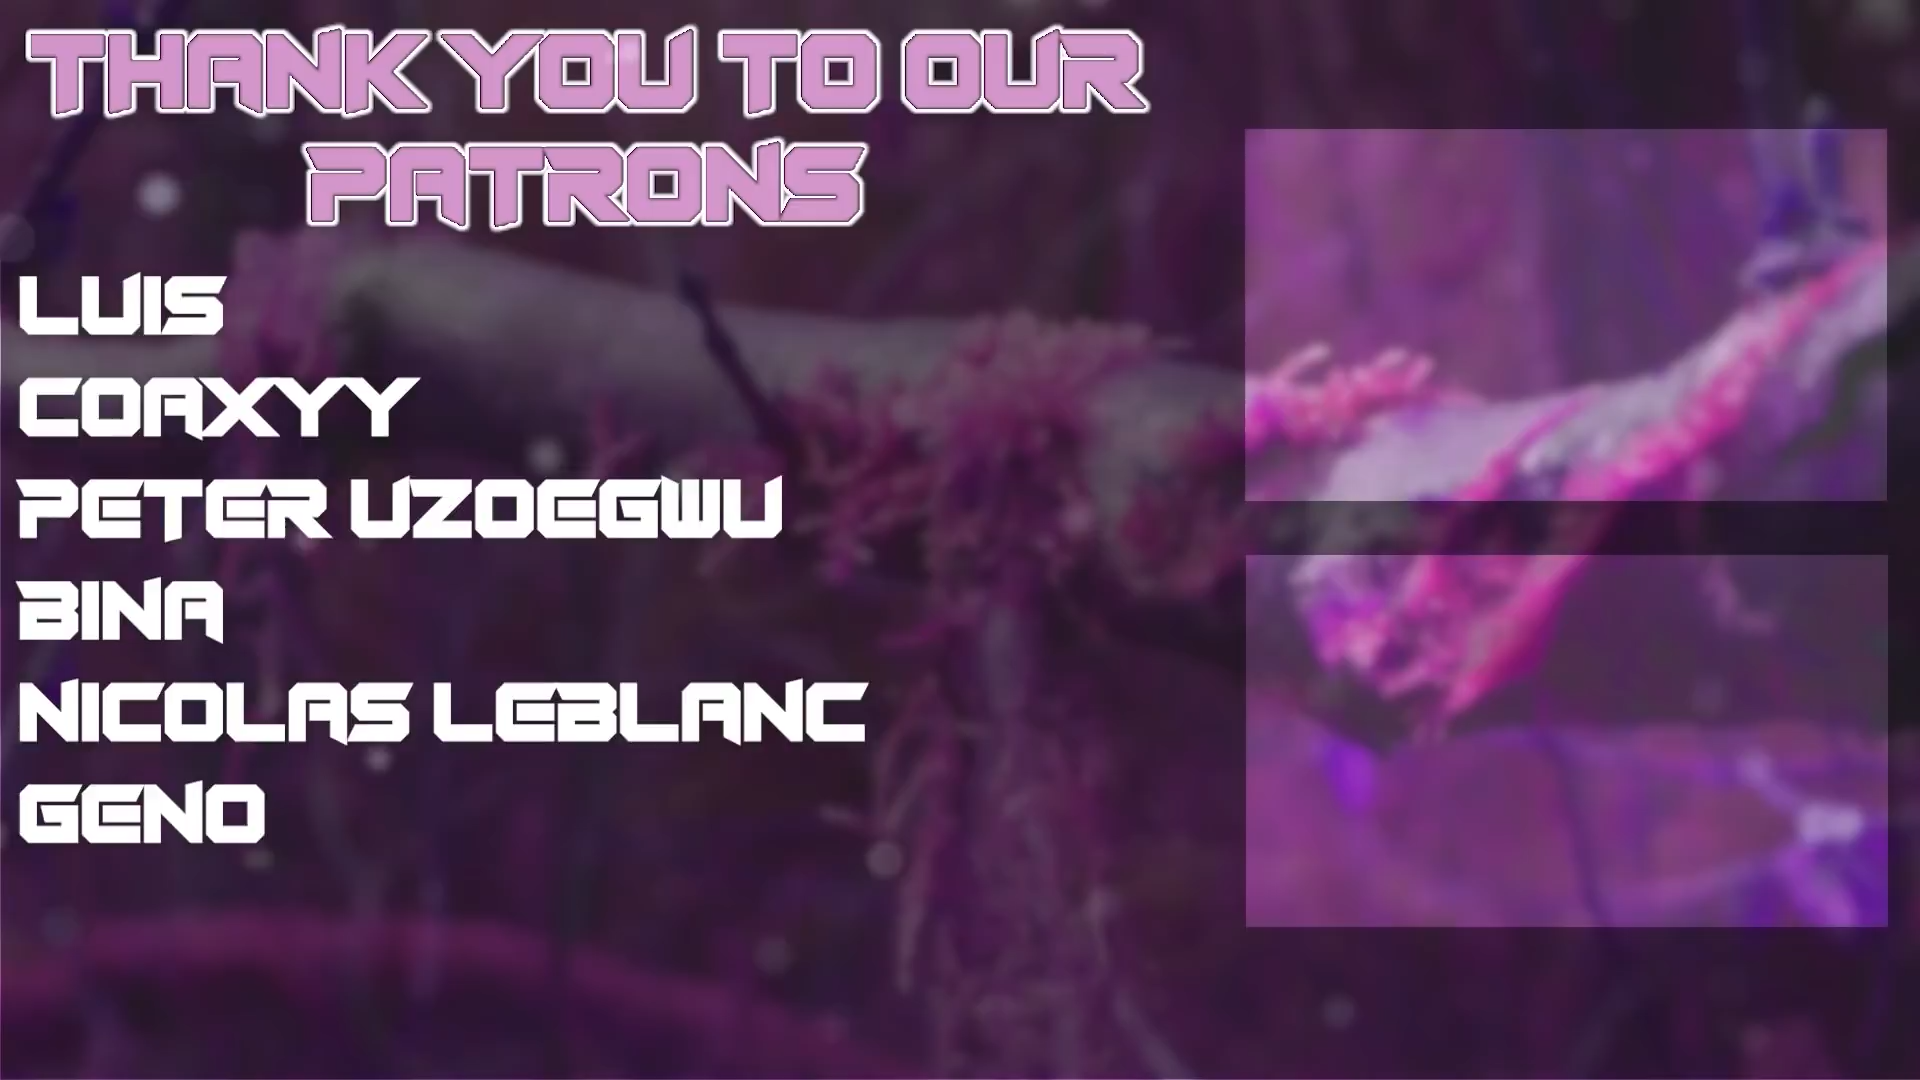 THANK YOU TO OUR
PATRONS
LUIS
COAXYY
PETER UZOEGWU
BINA
NICOLAS LEBLANC
GENO